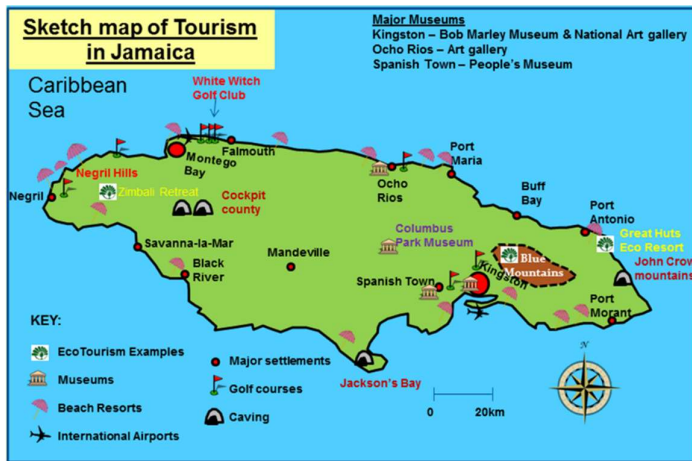 Sketch map of Tourism
in Jamaica
Major Museums
Kingston – Bob Marley Museum & National Art gallery
Ocho Rios – Art gallery
Spanish Town – People's Museum
Caribbean
Sea
White Witch
Golf Club
Falmouth
Montego
Bay
Negril Hills
Negril
Zimbali Retreat
Cockpit
county
Ocho
Rios
Port
Maria
Buff
Bay
Port
Antonio
Great Huts
Eco Resort
John Crow
mountains
Columbus
Park Museum
Blue
Mountains
Savanna-la-Mar
Black
River
Mandeville
Spanish Town
Kingston
Port
Morant
Jackson's Bay
KEY:
EcoTourism Examples
Museums
Beach Resorts
International Airports
Major settlements
Golf courses
Caving
0 20km
N